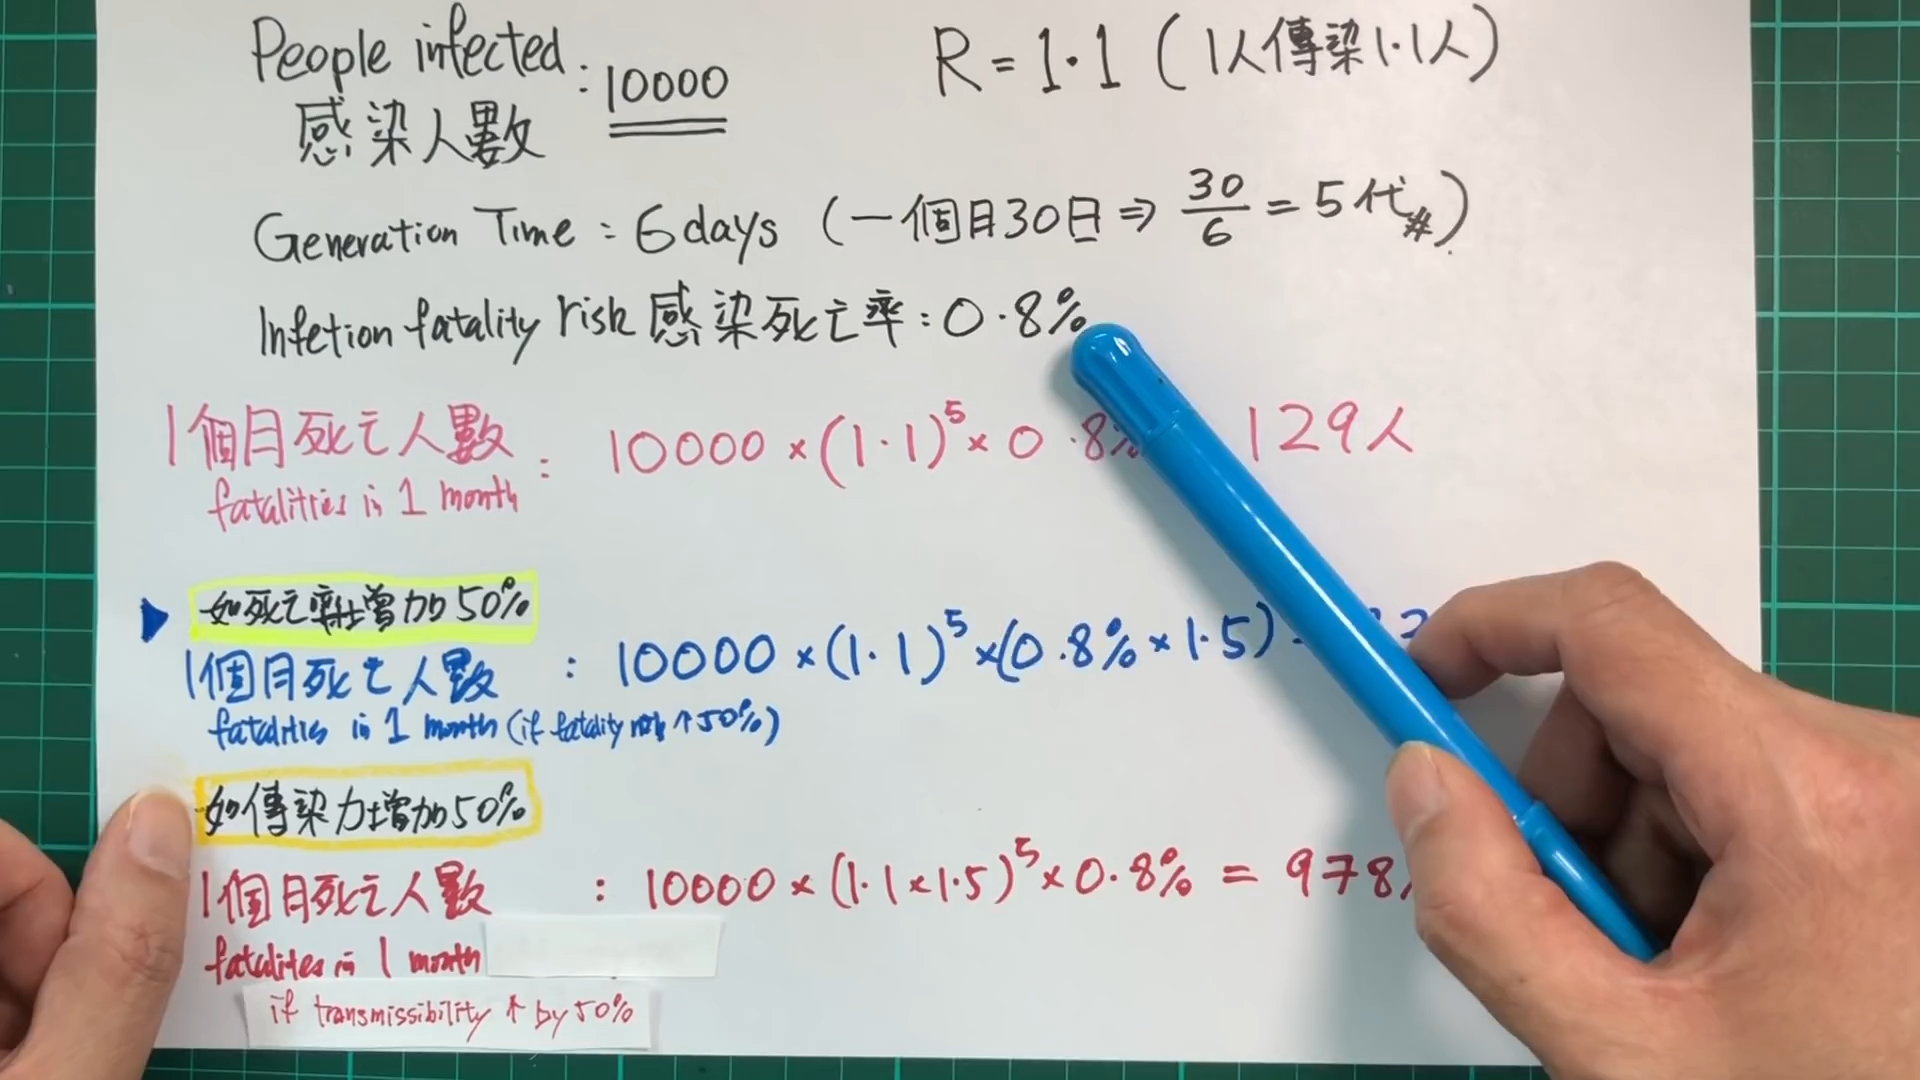 People infected : 10000
感染人數
R = 1.1 (1人傳染1.1人)
Generation Time : 6 days (一個月30日 ⇒ 30/6 = 5代#)
Infetion fatality risk 感染死亡率 : 0.8%
1個月死亡人數 : 10000 × (1.1)^5 × 0.8% 129人
fatalities in 1 month
如死亡率增加50%
1個月死亡人數 : 10000 × (1.1)^5 × (0.8% × 1.5)
fatalities in 1 month (if fatality risk ↑50%)
如傳染力增加50%
1個月死亡人數 : 10000 × (1.1×1.5)^5 × 0.8% = 978
fatalites in 1 month
if transmissibility ↑ by 50%